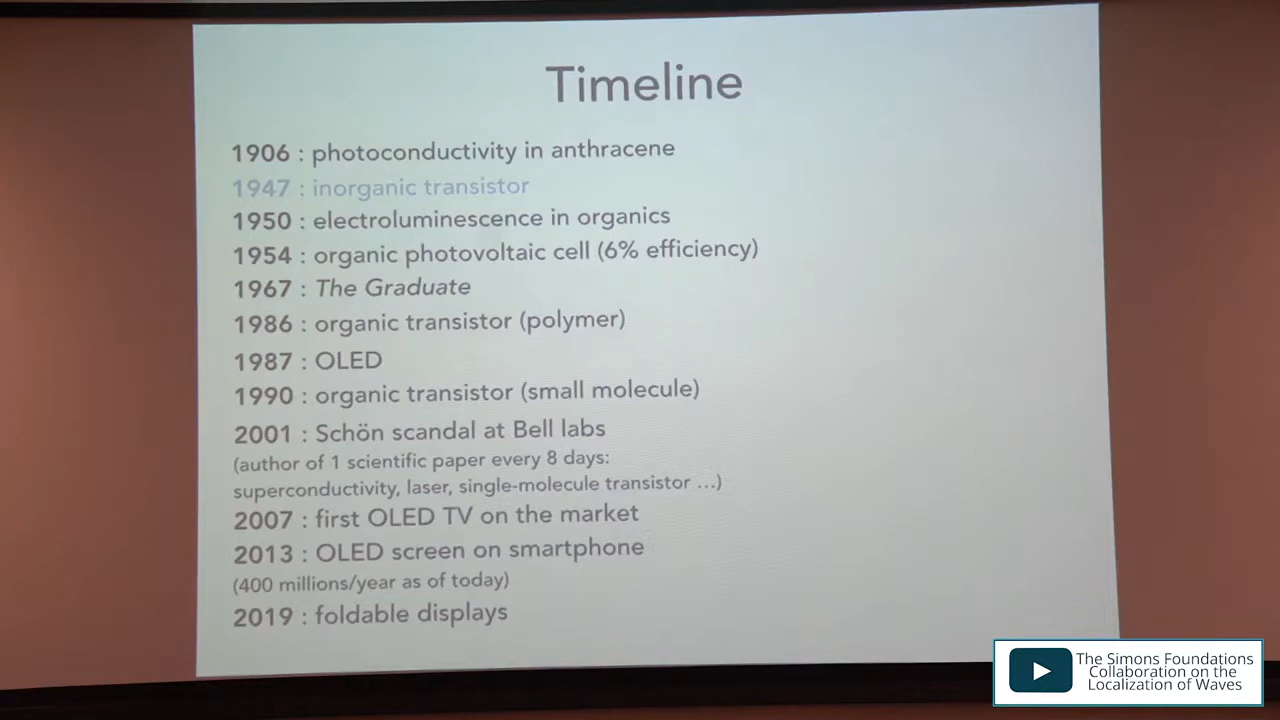 Timeline
1906 : photoconductivity in anthracene
1947 : inorganic transistor
1950 : electroluminescence in organics
1954 : organic photovoltaic cell (6% efficiency)
1967 : The Graduate
1986 : organic transistor (polymer)
1987 : OLED
1990 : organic transistor (small molecule)
2001 : Schön scandal at Bell labs
(author of 1 scientific paper every 8 days:
superconductivity, laser, single-molecule transistor ...)
2007 : first OLED TV on the market
2013 : OLED screen on smartphone
(400 millions/year as of today)
2019 : foldable displays
The Simons Foundations
Collaboration on the
Localization of Waves